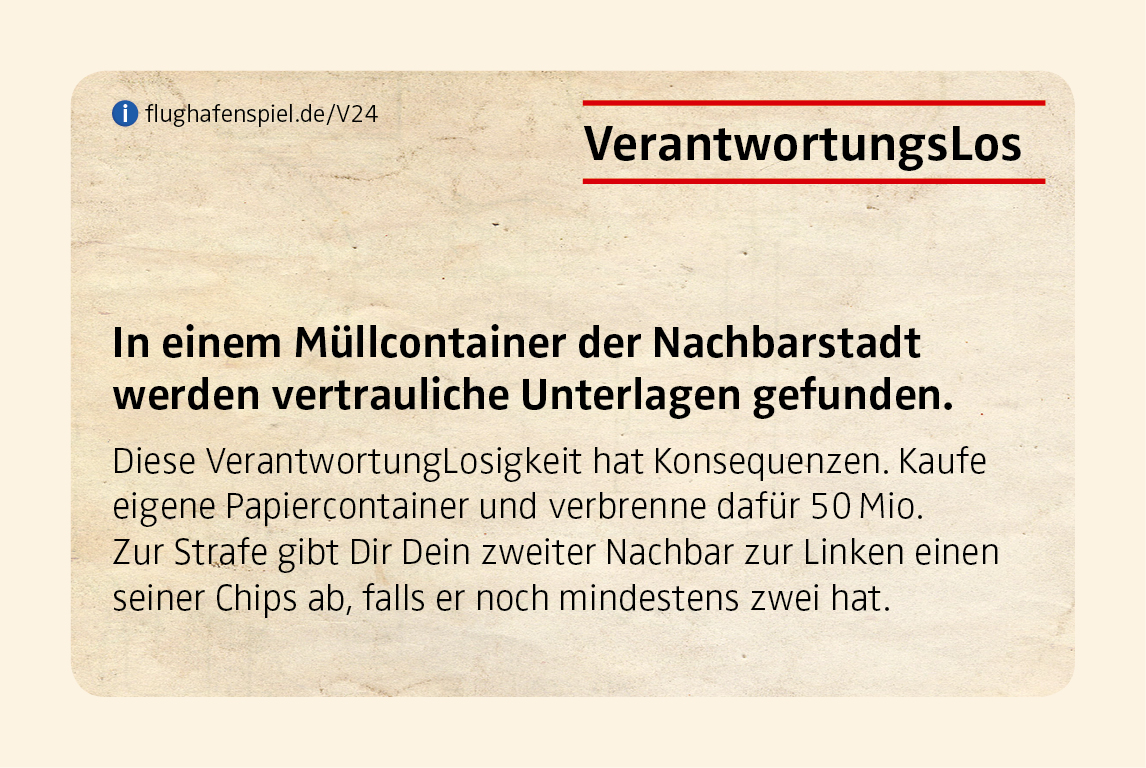 i flughafenspiel.de/V24
VerantwortungsLos
In einem Müllcontainer der Nachbarstadt
werden vertrauliche Unterlagen gefunden.
Diese VerantwortungLosigkeit hat Konsequenzen. Kaufe
eigene Papiercontainer und verbrenne dafür 50 Mio.
Zur Strafe gibt Dir Dein zweiter Nachbar zur Linken einen
seiner Chips ab, falls er noch mindestens zwei hat.